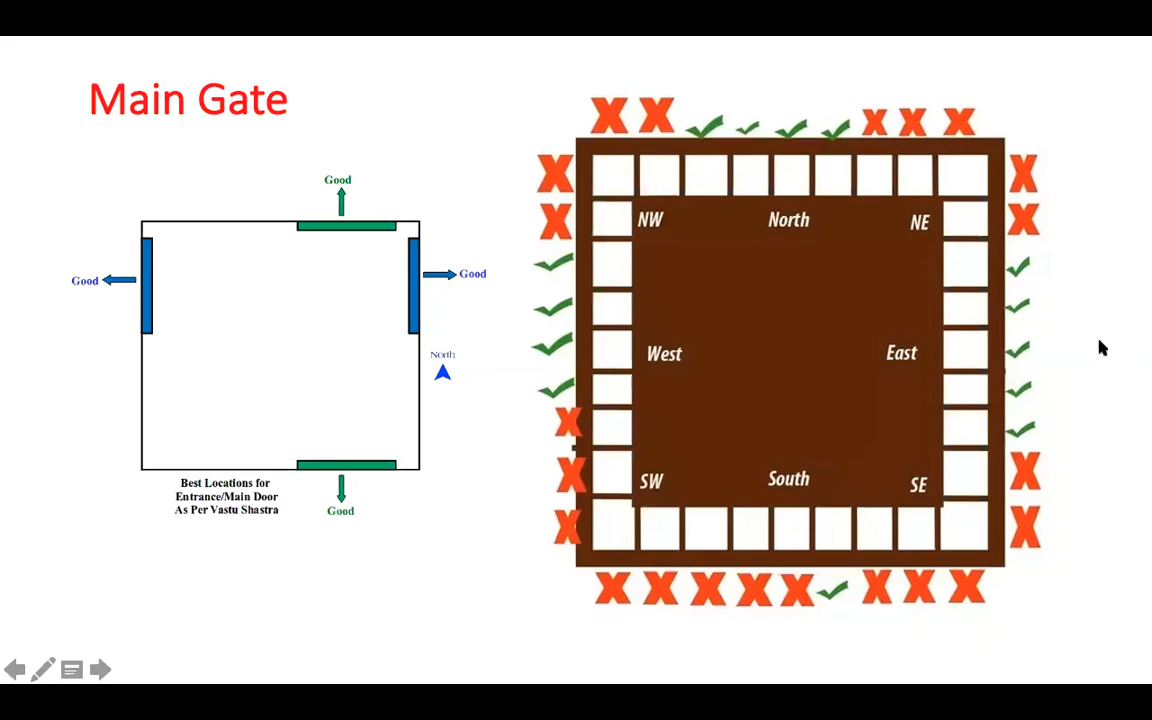 Main Gate
Good
Good
Good
North
Best Locations for
Entrance/Main Door
As Per Vastu Shastra
Good
NW
North
NE
West
East
SW
South
SE